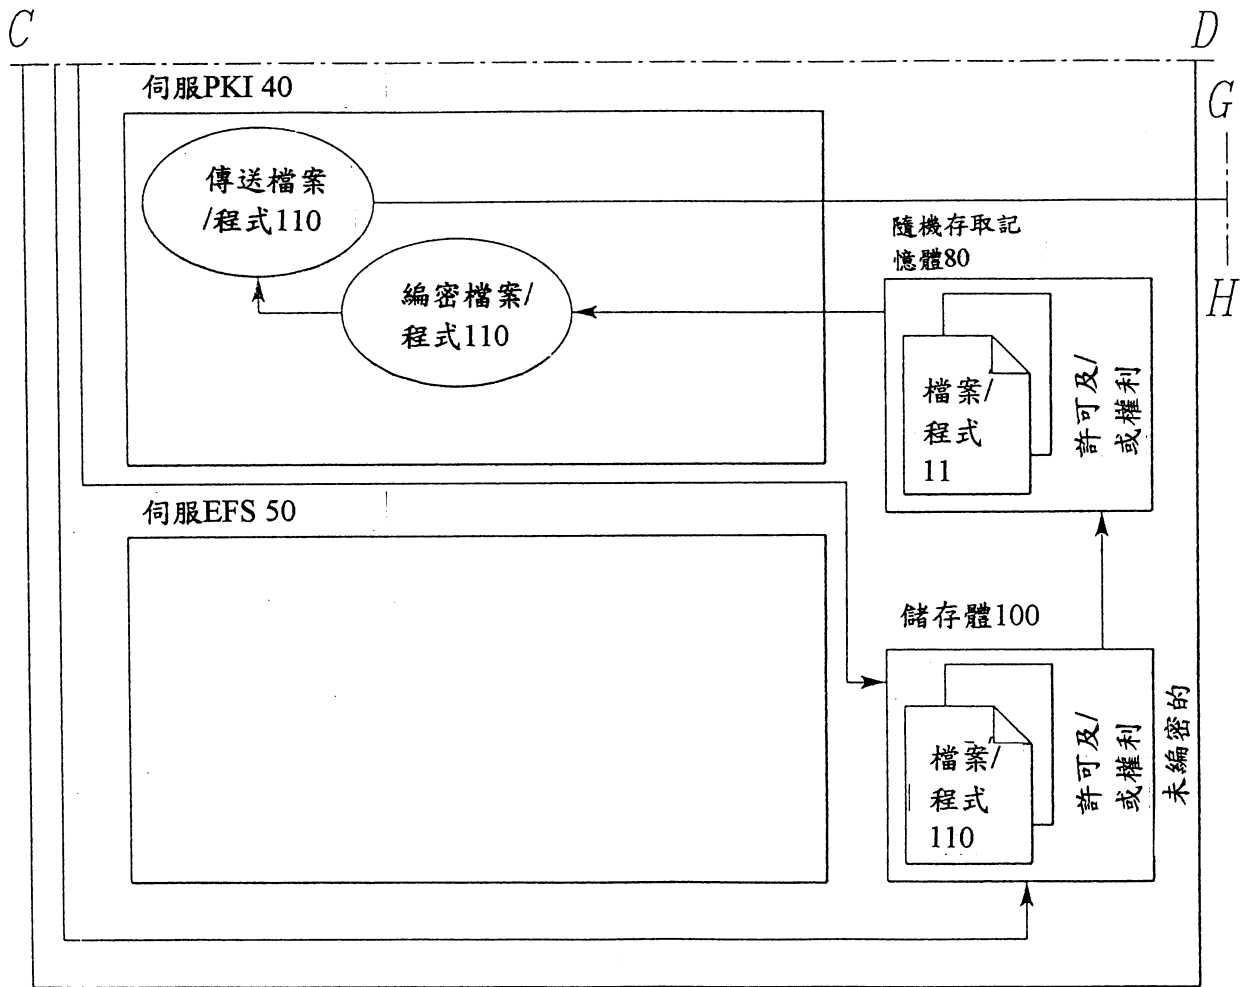 C
D
伺服PKI 40
G
傳送檔案
/程式110
隨機存取記
憶體80
H
編密檔案/
程式110
檔案/
程式
11
許可及/
或權利
伺服EFS 50
儲存體100
檔案/
程式
110
許可及/
或權利
未編密的